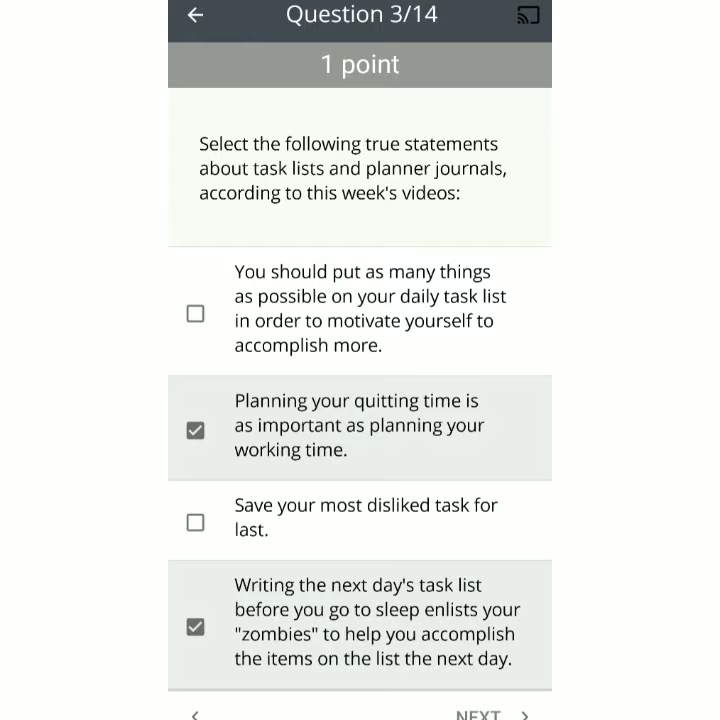 Question 3/14
1 point
Select the following true statements
about task lists and planner journals,
according to this week's videos:
You should put as many things
as possible on your daily task list
in order to motivate yourself to
accomplish more.
Planning your quitting time is
as important as planning your
working time.
Save your most disliked task for
last.
Writing the next day's task list
before you go to sleep enlists your
"zombies" to help you accomplish
the items on the list the next day.
NEXT